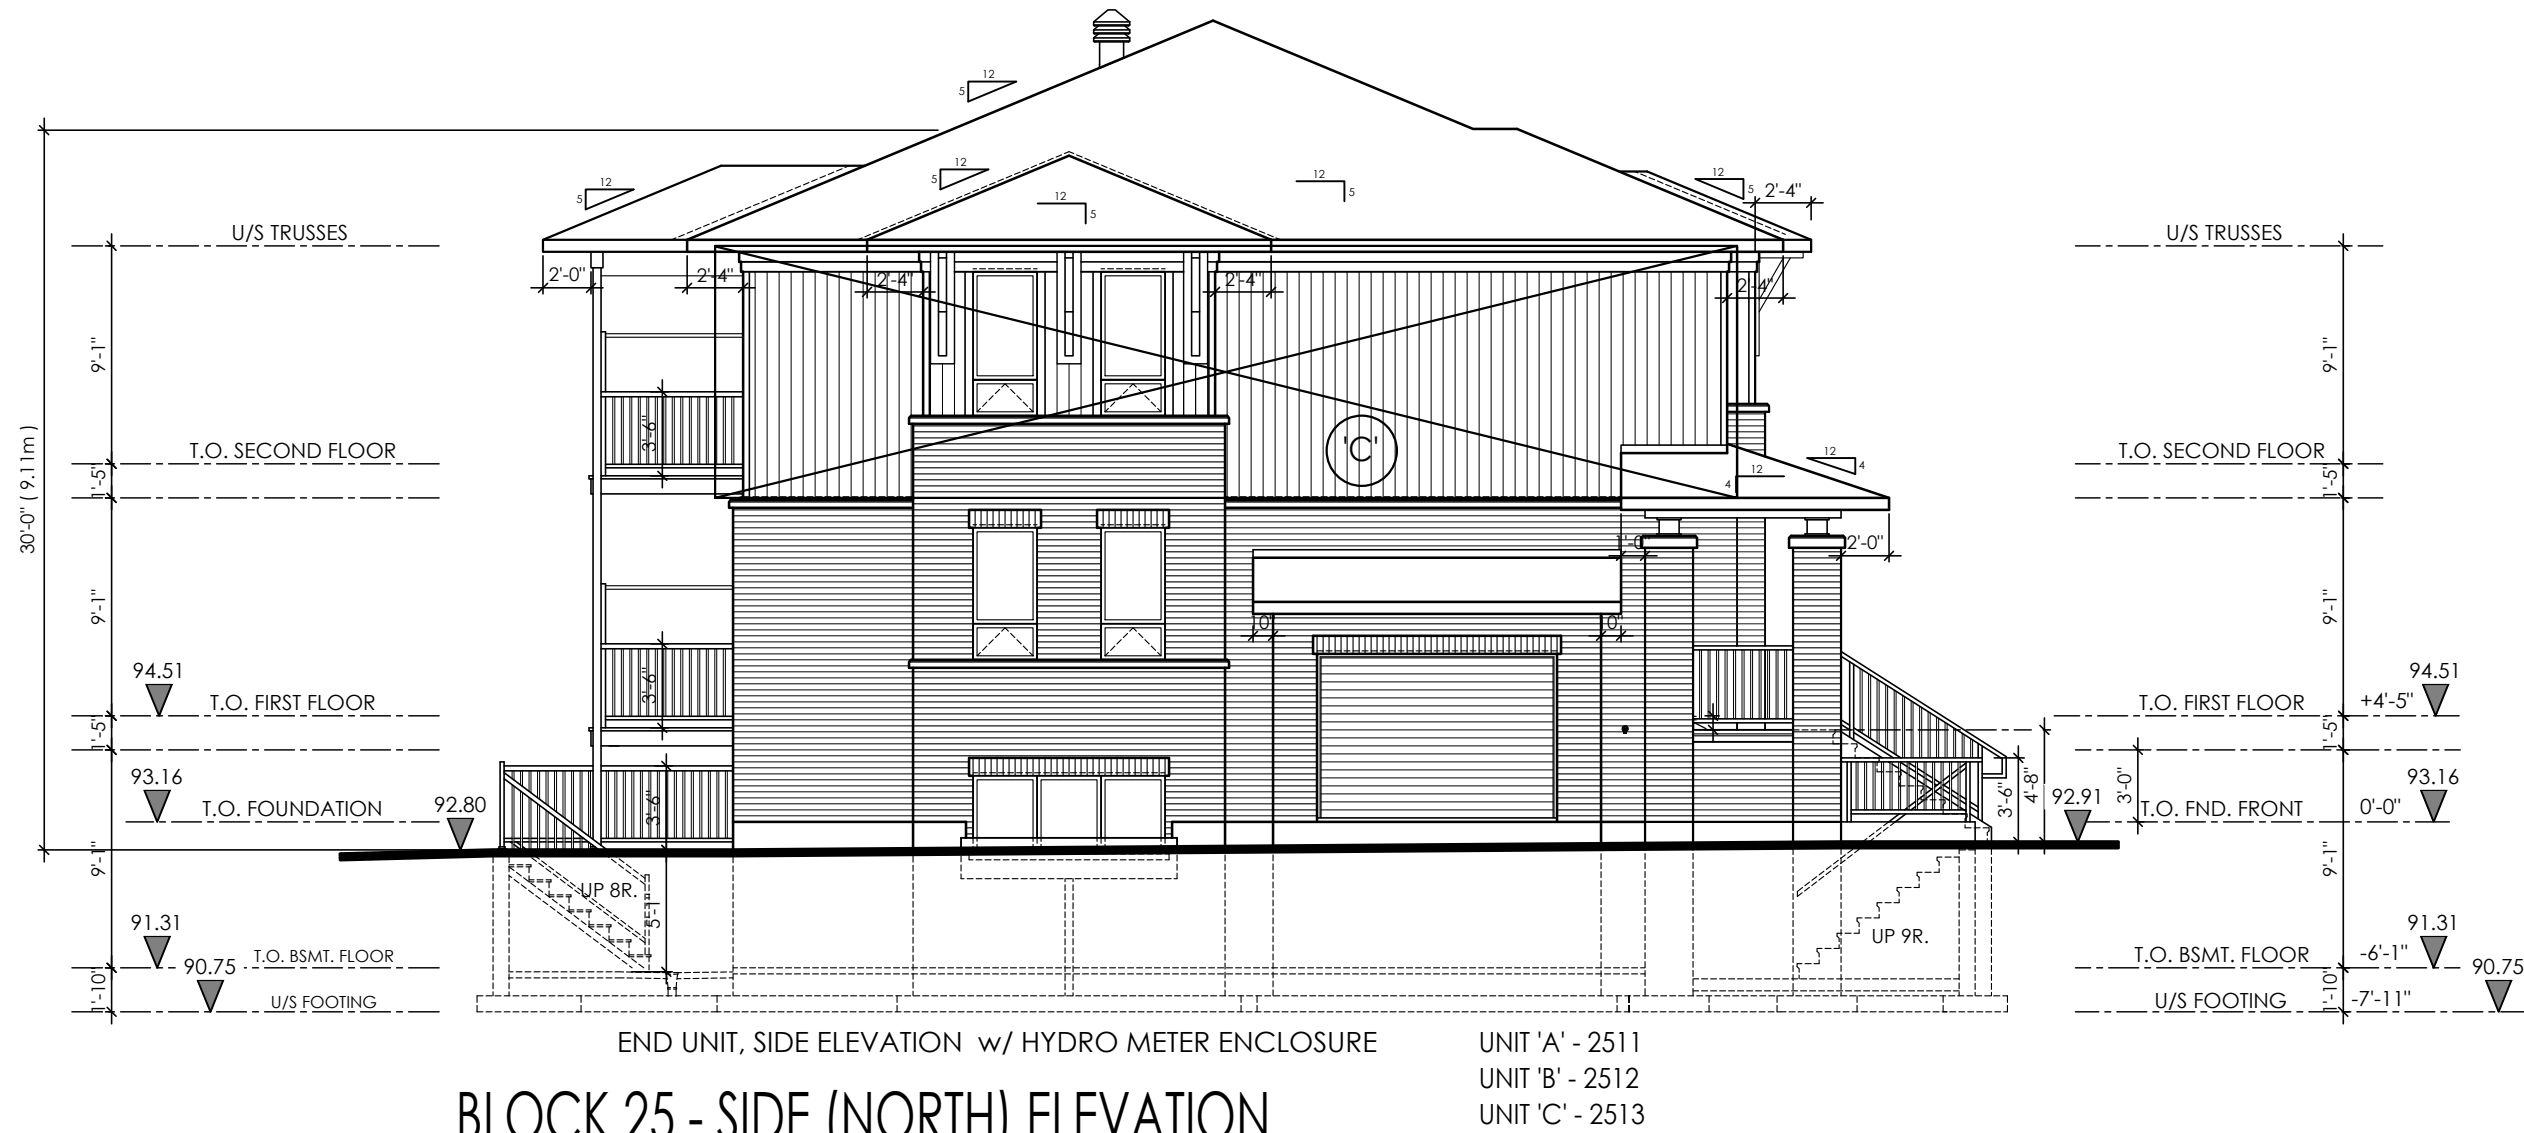 12
5
12
5
12
5
12
5
12
5
12
5
2'-4"
U/S TRUSSES
U/S TRUSSES
2'-0"
2'-4"
2'-4"
2'-4"
2'-4"
9'-1"
9'-1"
30'-0" ( 9.11m )
3'-6"
'C'
T.O. SECOND FLOOR
T.O. SECOND FLOOR
12
4
12
4
1'-5"
1'-5"
1'-0"
2'-0"
9'-1"
9'-1"
10"
10"
94.51
94.51
3'-6"
T.O. FIRST FLOOR
T.O. FIRST FLOOR
+4'-5"
1'-5"
1'-5"
93.16
93.16
T.O. FOUNDATION
92.80
3'-6"
3'-6"
4'-8"
92.91
3'-0"
T.O. FND. FRONT
0'-0"
9'-1"
9'-1"
UP 8R.
5'-1"
UP 9R.
91.31
91.31
T.O. BSMT. FLOOR
T.O. BSMT. FLOOR
-6'-1"
90.75
90.75
1'-10"
1'-10"
U/S FOOTING
U/S FOOTING
-7'-11"
END UNIT, SIDE ELEVATION w/ HYDRO METER ENCLOSURE
UNIT 'A' - 2511
UNIT 'B' - 2512
UNIT 'C' - 2513
BLOCK 25 - SIDE (NORTH) ELEVATION